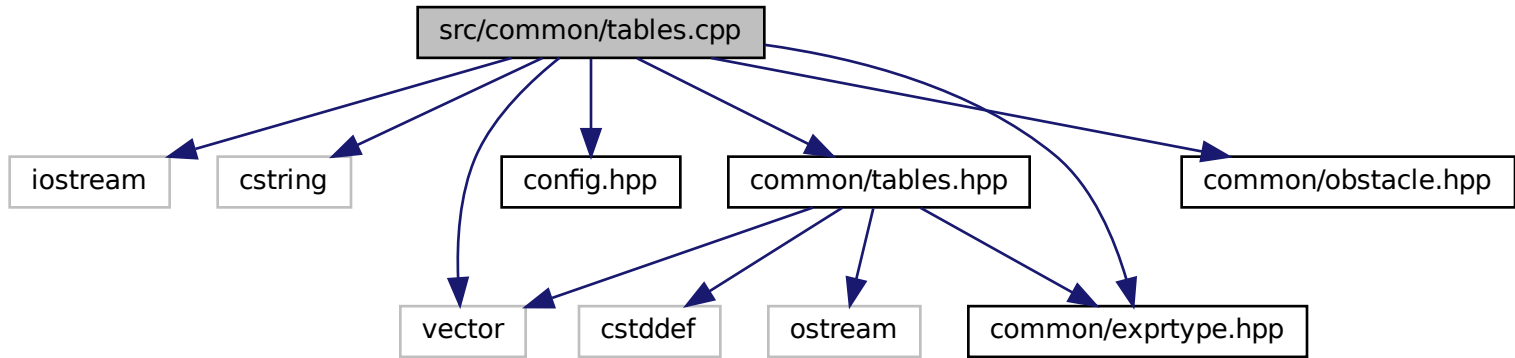 src/common/tables.cpp
iostream
cstring
config.hpp
common/tables.hpp
common/obstacle.hpp
vector
cstddef
ostream
common/exprtype.hpp